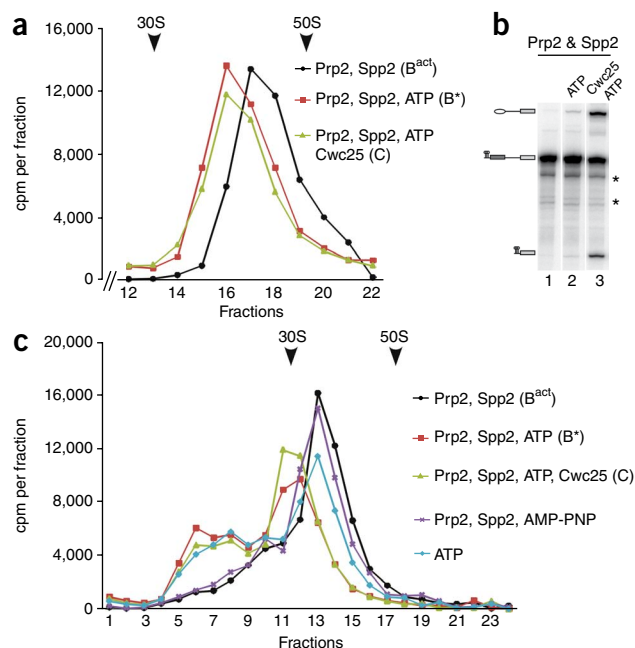 a
30S
50S
16,000
12,000
8,000
4,000
0
cpm per fraction
12 14 16 18 20 22
Fractions
Prp2, Spp2 (Bact)
Prp2, Spp2, ATP (B*)
Prp2, Spp2, ATP
Cwc25 (C)
b
Prp2 & Spp2
ATP
Cwc25
ATP
*
*
1 2 3
c
30S
50S
20,000
16,000
12,000
8,000
4,000
0
cpm per fraction
1 3 5 7 9 11 13 15 17 19 21 23
Fractions
Prp2, Spp2 (Bact)
Prp2, Spp2, ATP (B*)
Prp2, Spp2, ATP, Cwc25 (C)
Prp2, Spp2, AMP-PNP
ATP